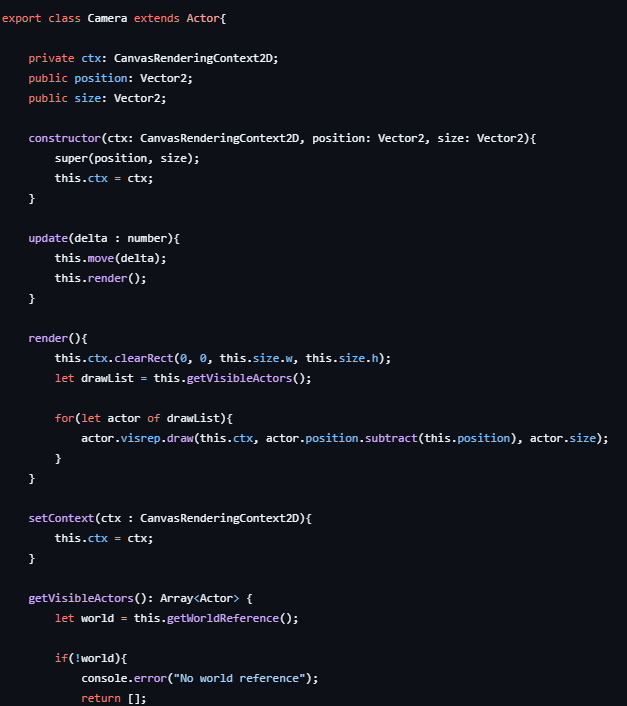 export class Camera extends Actor{
private ctx: CanvasRenderingContext2D;
public position: Vector2;
public size: Vector2;
constructor(ctx: CanvasRenderingContext2D, position: Vector2, size: Vector2){
super(position, size);
this.ctx = ctx;
}
update(delta : number){
this.move(delta);
this.render();
}
render(){
this.ctx.clearRect(0, 0, this.size.w, this.size.h);
let drawList = this.getVisibleActors();
for(let actor of drawList){
actor.visrep.draw(this.ctx, actor.position.subtract(this.position), actor.size);
}
}
setContext(ctx : CanvasRenderingContext2D){
this.ctx = ctx;
}
getVisibleActors(): Array<Actor> {
let world = this.getWorldReference();
if(!world){
console.error("No world reference");
return [];